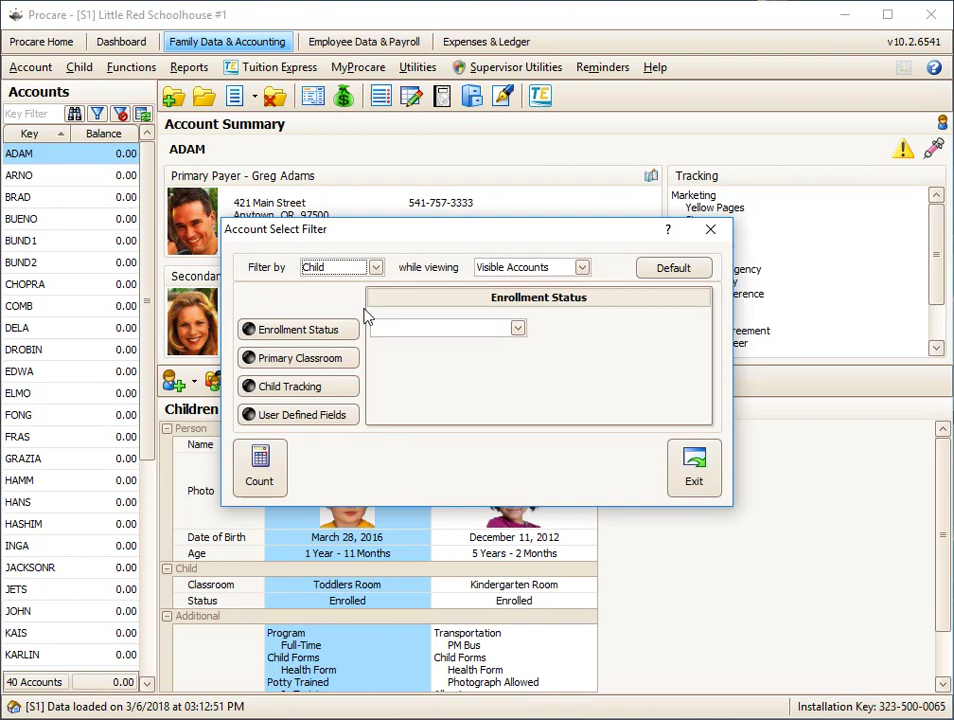 Procare - [S1] Little Red Schoolhouse #1
Procare Home Dashboard Family Data & Accounting Employee Data & Payroll Expenses & Ledger v10.2.6541
Account Child Functions Reports TE Tuition Express MyProcare Utilities Supervisor Utilities Reminders Help
Accounts
Key Filter
Key Balance
ADAM 0.00
ARNO 0.00
BRAD 0.00
BUENO 0.00
BUND1 0.00
BUND2 0.00
CHOPRA 0.00
COMB 0.00
DELA 0.00
DROBIN 0.00
EDWA 0.00
ELMO 0.00
FONG 0.00
FRAS 0.00
GRAZIA 0.00
HAMM 0.00
HANS 0.00
HASHIM 0.00
INGA 0.00
JACKSONR 0.00
JETS 0.00
JOHN 0.00
KAIS 0.00
KARLIN 0.00
40 Accounts 0.00
TE
Account Summary
ADAM
Primary Payer - Greg Adams
421 Main Street 541-757-3333
Anytown, OR 97500
Tracking
Marketing
Yellow Pages
Account Select Filter ?
Filter by Child while viewing Visible Accounts Default
Enrollment Status
Enrollment Status
Primary Classroom
Child Tracking
User Defined Fields
Count
Exit
Children
Person
Name
Photo
Date of Birth March 28, 2016 December 11, 2012
Age 1 Year - 11 Months 5 Years - 2 Months
Child
Classroom Toddlers Room Kindergarten Room
Status Enrolled Enrolled
Additional
Program Transportation
Full-Time PM Bus
Child Forms Child Forms
Health Form Health Form
Potty Trained Photograph Allowed
[S1] Data loaded on 3/6/2018 at 03:12:51 PM Installation Key: 323-500-0065